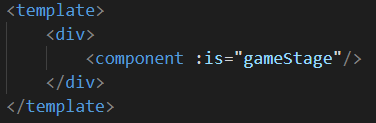 <template>
    <div>
        <component :is="gameStage"/>
    </div>
</template>